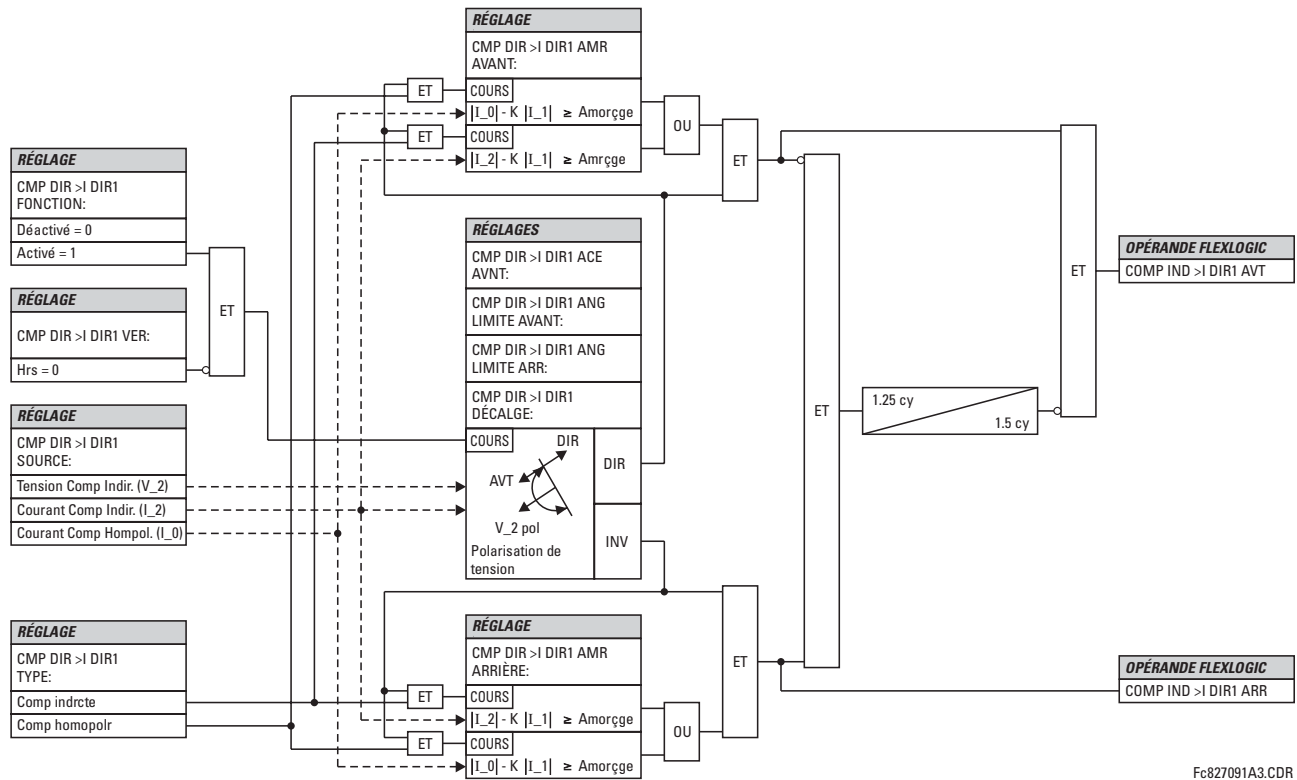 RÉGLAGE
CMP DIR >I DIR1
FONCTION:
Déactivé = 0
Activé = 1
RÉGLAGE
CMP DIR >I DIR1 VER:
Hrs = 0
ET
RÉGLAGE
CMP DIR >I DIR1
SOURCE:
Tension Comp Indir. (V_2)
Courant Comp Indir. (I_2)
Courant Comp Hompol. (I_0)
RÉGLAGE
CMP DIR >I DIR1
TYPE:
Comp indrcte
Comp homopolr
RÉGLAGE
CMP DIR >I DIR1 AMR
AVANT:
ET
COURS
|I_0| - K |I_1| ≥ Amorçge
ET
COURS
|I_2| - K |I_1| ≥ Amrçge
OU
ET
RÉGLAGES
CMP DIR >I DIR1 ACE
AVNT:
CMP DIR >I DIR1 ANG
LIMITE AVANT:
CMP DIR >I DIR1 ANG
LIMITE ARR:
CMP DIR >I DIR1
DÉCALGE:
COURS
DIR
AVT
V_2 pol
Polarisation de
tension
DIR
INV
RÉGLAGE
CMP DIR >I DIR1 AMR
ARRIÈRE:
ET
COURS
|I_2| - K |I_1| ≥ Amorçge
ET
COURS
|I_0| - K |I_1| ≥ Amorçge
OU
ET
ET
1.25 cy
1.5 cy
ET
OPÉRANDE FLEXLOGIC
COMP IND >I DIR1 AVT
OPÉRANDE FLEXLOGIC
COMP IND >I DIR1 ARR
Fc827091A3.CDR